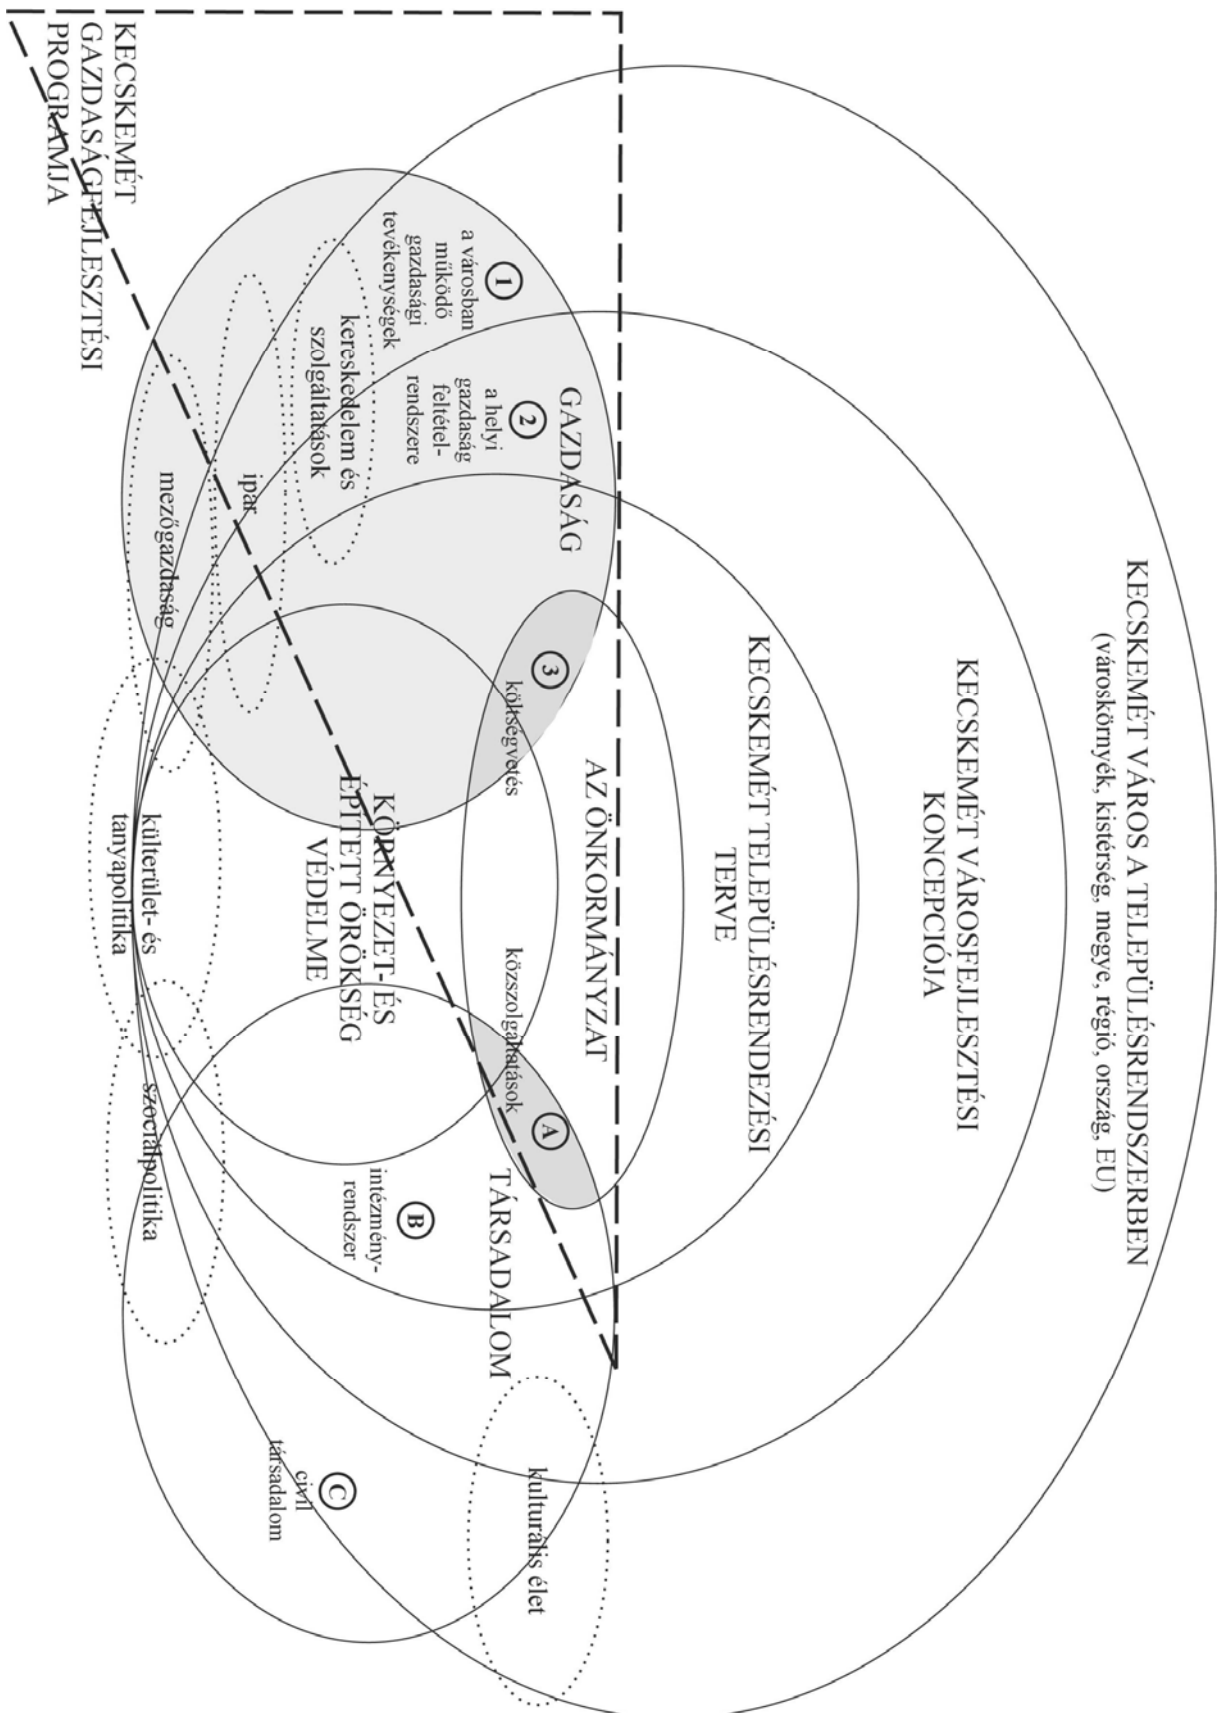 KECSKEMÉT VÁROS A TELEPÜLÉSRENDSZERBEN
(városkörnyék, kistérség, megye, régió, ország, EU)
KECSKEMÉT VÁROSFEJLESZTÉSI
KONCEPCIÓJA
KECSKEMÉT TELEPÜLÉSRENDEZÉSI
TERVE
AZ ÖNKORMÁNYZAT
GAZDASÁG
1
a városban
működő
gazdasági
tevékenységek
2
a helyi
gazdaság
feltétel-
rendszere
3
költségvetés
közszolgáltatások
A
TÁRSADALOM
kulturális élet
kereskedelem és
szolgáltatások
KÖRNYEZET- ÉS
ÉPÍTETT ÖRÖKSÉG
VÉDELME
B
intézmény-
rendszer
C
civil
társadalom
ipar
mezőgazdaság
külterület- és
tanyapolitika
szociálpolitika
KECSKEMÉT
GAZDASÁGFEJLESZTÉSI
PROGRAMJA